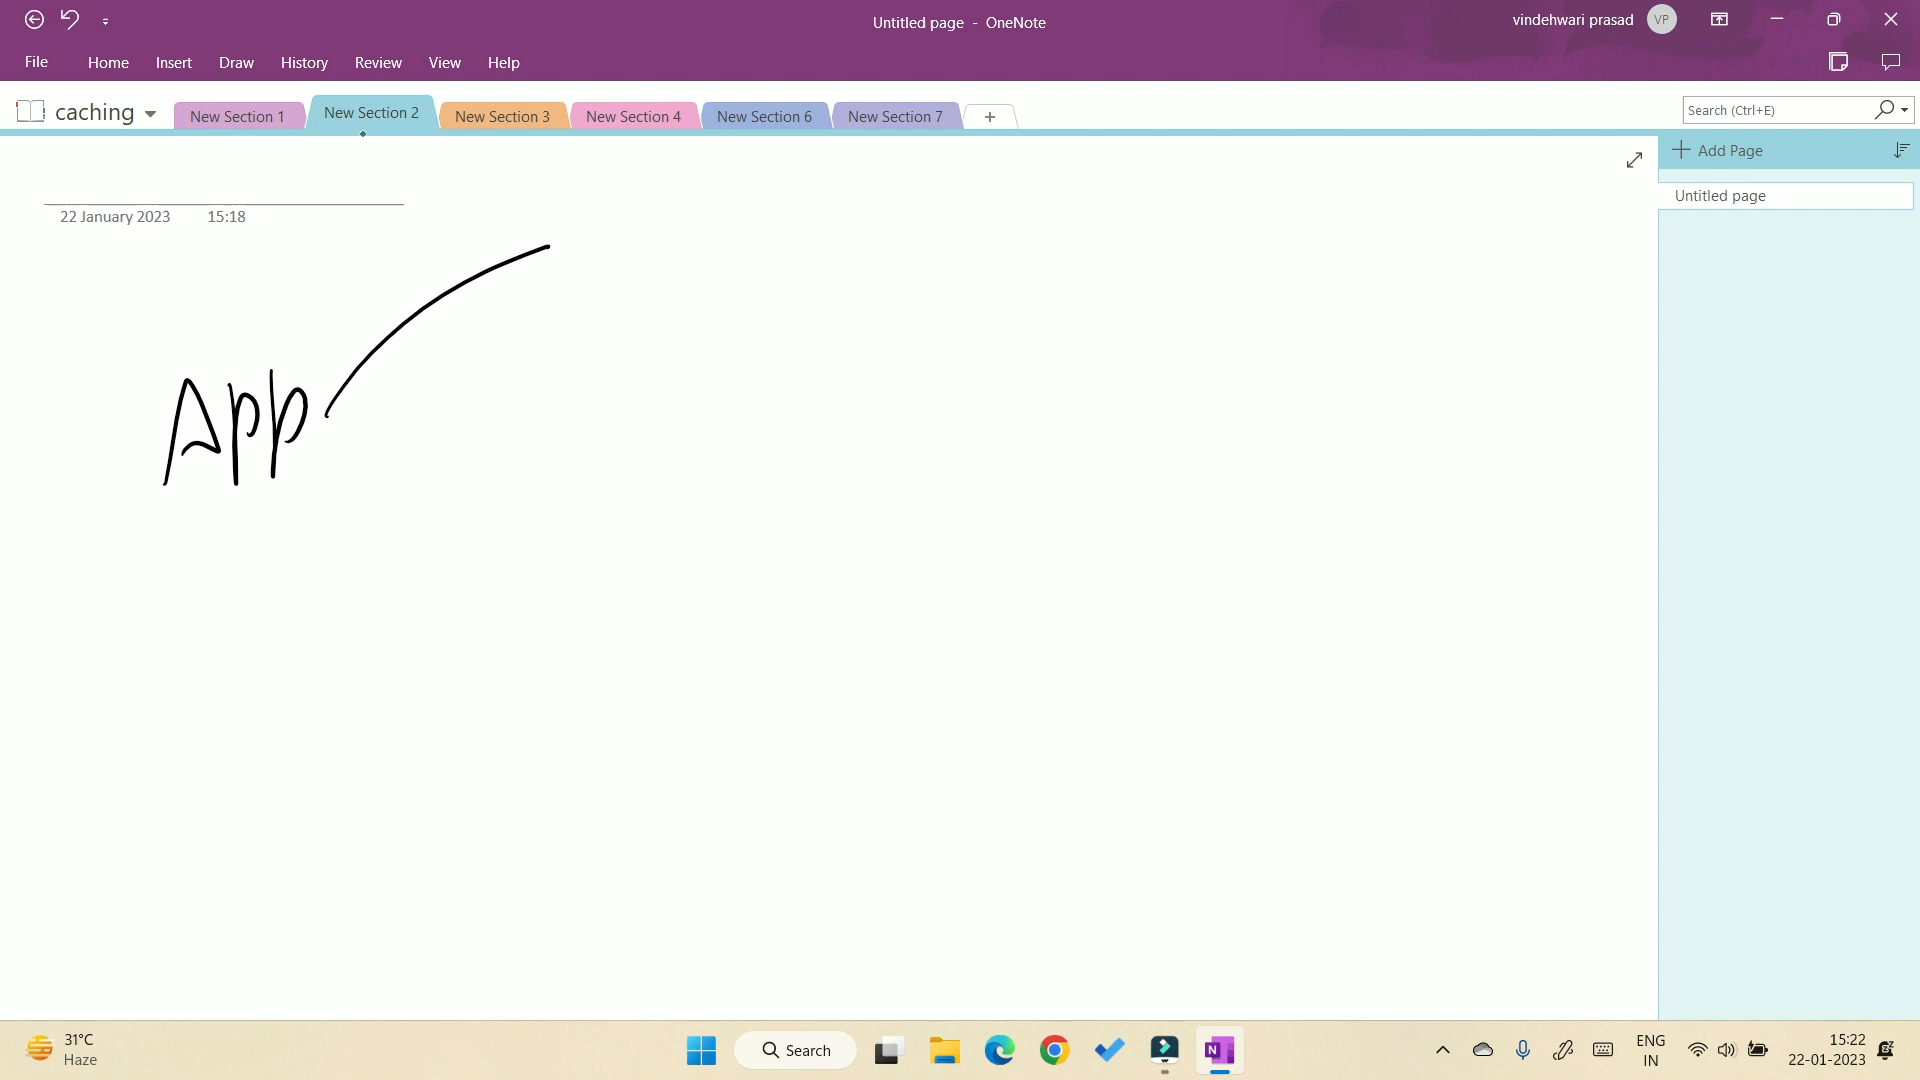 Untitled page - OneNote
vindehwari prasad VP
File Home Insert Draw History Review View Help
caching New Section 1 New Section 2 New Section 3 New Section 4 New Section 6 New Section 7 +
Search (Ctrl+E)
Add Page
Untitled page
22 January 2023 15:18
App
31°C
Haze
Search
N
ENG
IN
15:22
22-01-2023